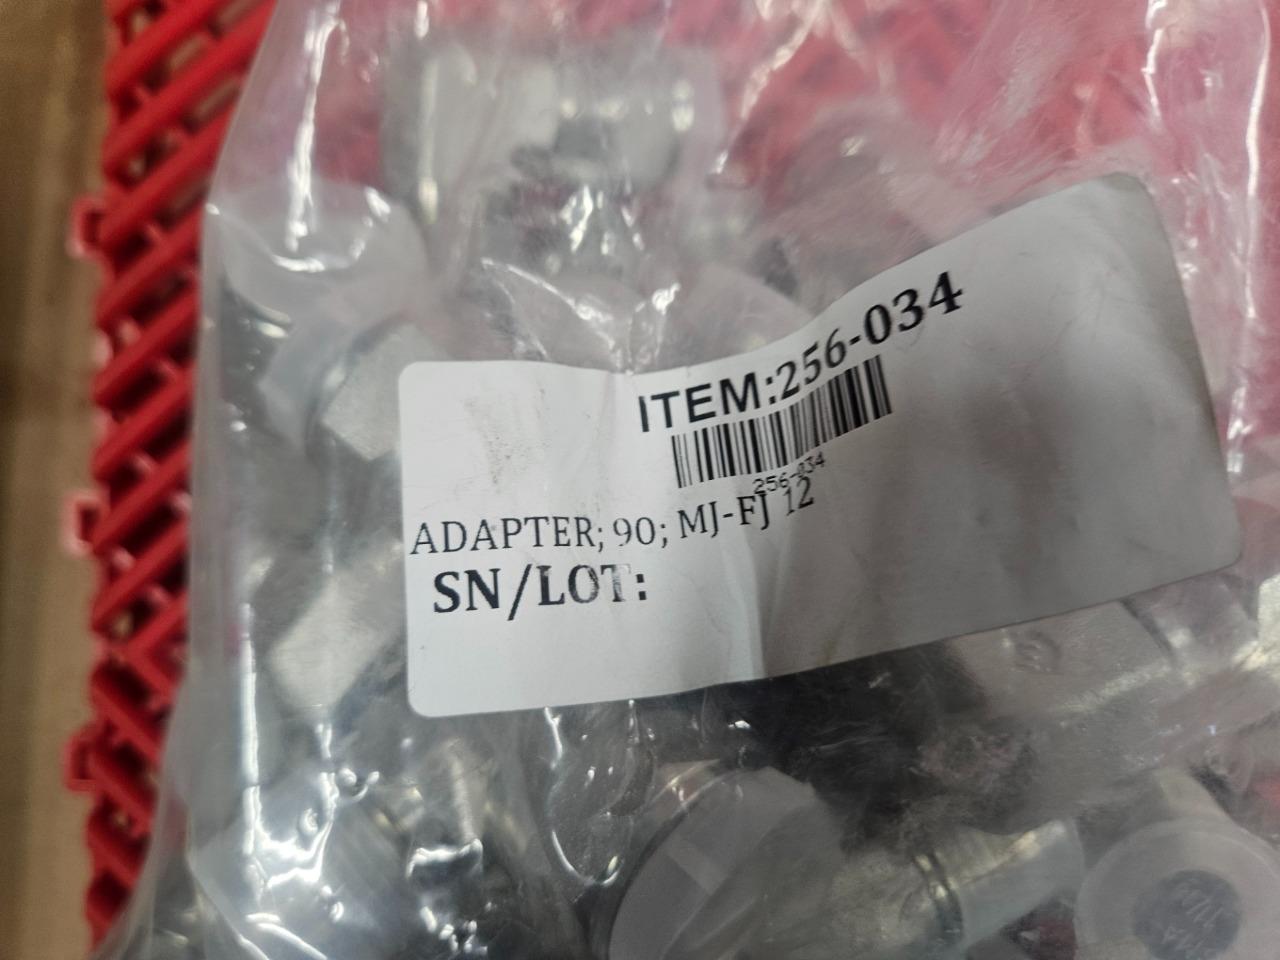 ITEM:256-034
256-034
ADAPTER; 90; MJ-FJ 12
SN/LOT: